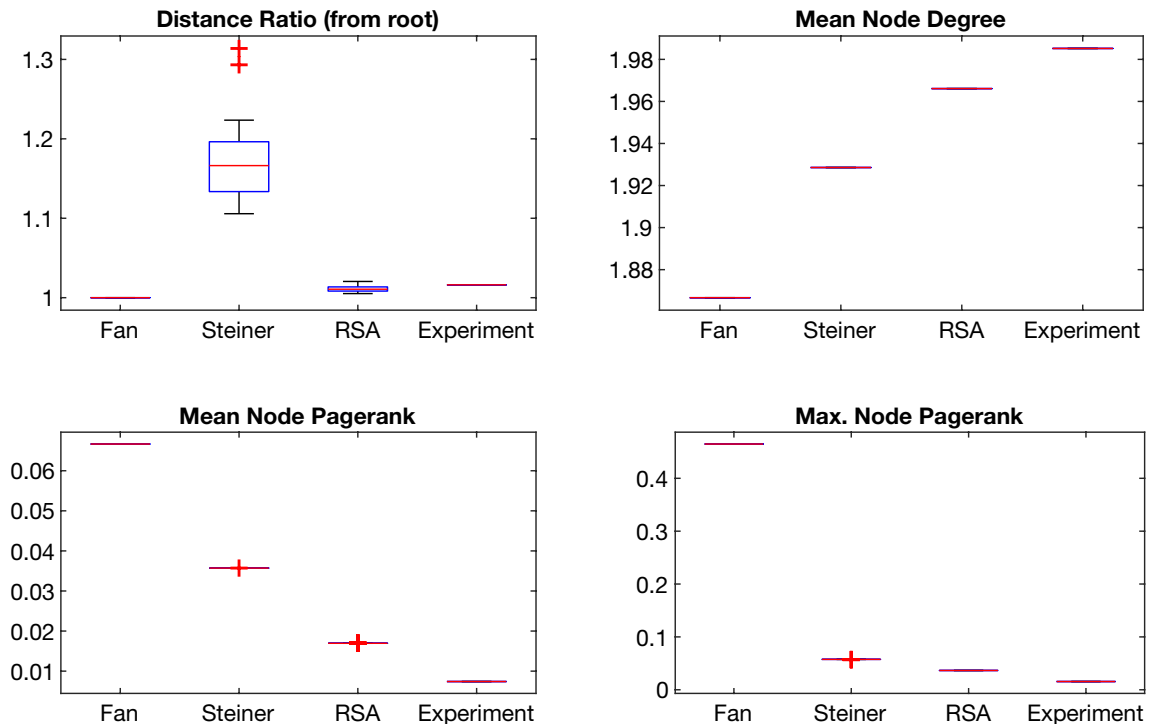 Distance Ratio (from root)
1.3
1.2
1.1
1
Fan Steiner RSA Experiment
Mean Node Degree
1.98
1.96
1.94
1.92
1.9
1.88
Fan Steiner RSA Experiment
Mean Node Pagerank
0.06
0.05
0.04
0.03
0.02
0.01
Fan Steiner RSA Experiment
Max. Node Pagerank
0.4
0.3
0.2
0.1
0
Fan Steiner RSA Experiment